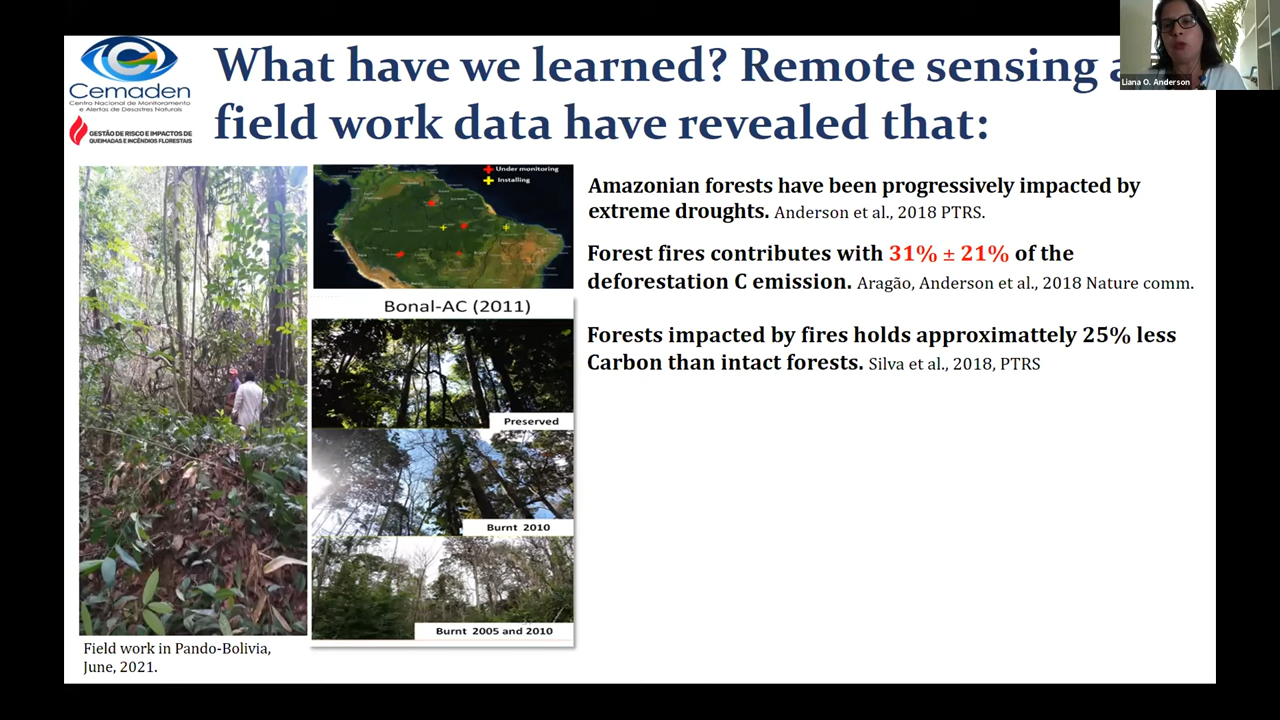 What have we learned? Remote sensing
field work data have revealed that:
Liana O. Anderson
Cemaden
Centro Nacional de Monitoramento
e Alertas de Desastres Naturais
GESTÃO DE RISCO E IMPACTOS DE
QUEIMADAS E INCÊNDIOS FLORESTAIS
Under monitoring
Installing
Bonal-AC (2011)
Preserved
Burnt 2010
Burnt 2005 and 2010
Field work in Pando-Bolivia,
June, 2021.
Amazonian forests have been progressively impacted by
extreme droughts. Anderson et al., 2018 PTRS.
Forest fires contributes with 31% ± 21% of the
deforestation C emission. Aragão, Anderson et al., 2018 Nature comm.
Forests impacted by fires holds approximattely 25% less
Carbon than intact forests. Silva et al., 2018, PTRS